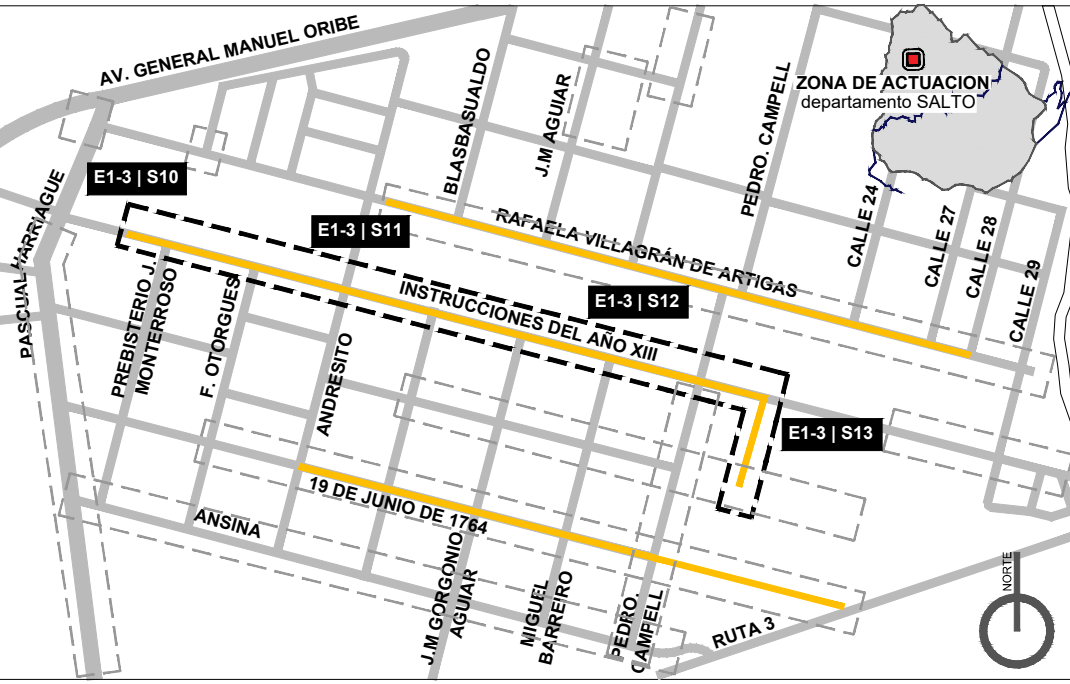 AV. GENERAL MANUEL ORIBE
ZONA DE ACTUACION
departamento SALTO
BLASBASUALDO
J.M AGUIAR
PEDRO. CAMPELL
E1-3 | S10
PASCUAL HARRIAGUE
E1-3 | S11
RAFAELA VILLAGRÁN DE ARTIGAS
CALLE 24
CALLE 27
CALLE 28
CALLE 29
PREBISTERIO J.
MONTERROSO
F. OTORGUES
ANDRESITO
INSTRUCCIONES DEL AÑO XIII
E1-3 | S12
E1-3 | S13
19 DE JUNIO DE 1764
ANSINA
J.M GORGONIO
AGUIAR
MIGUEL
BARREIRO
PEDRO.
CAMPELL
RUTA 3
NORTE